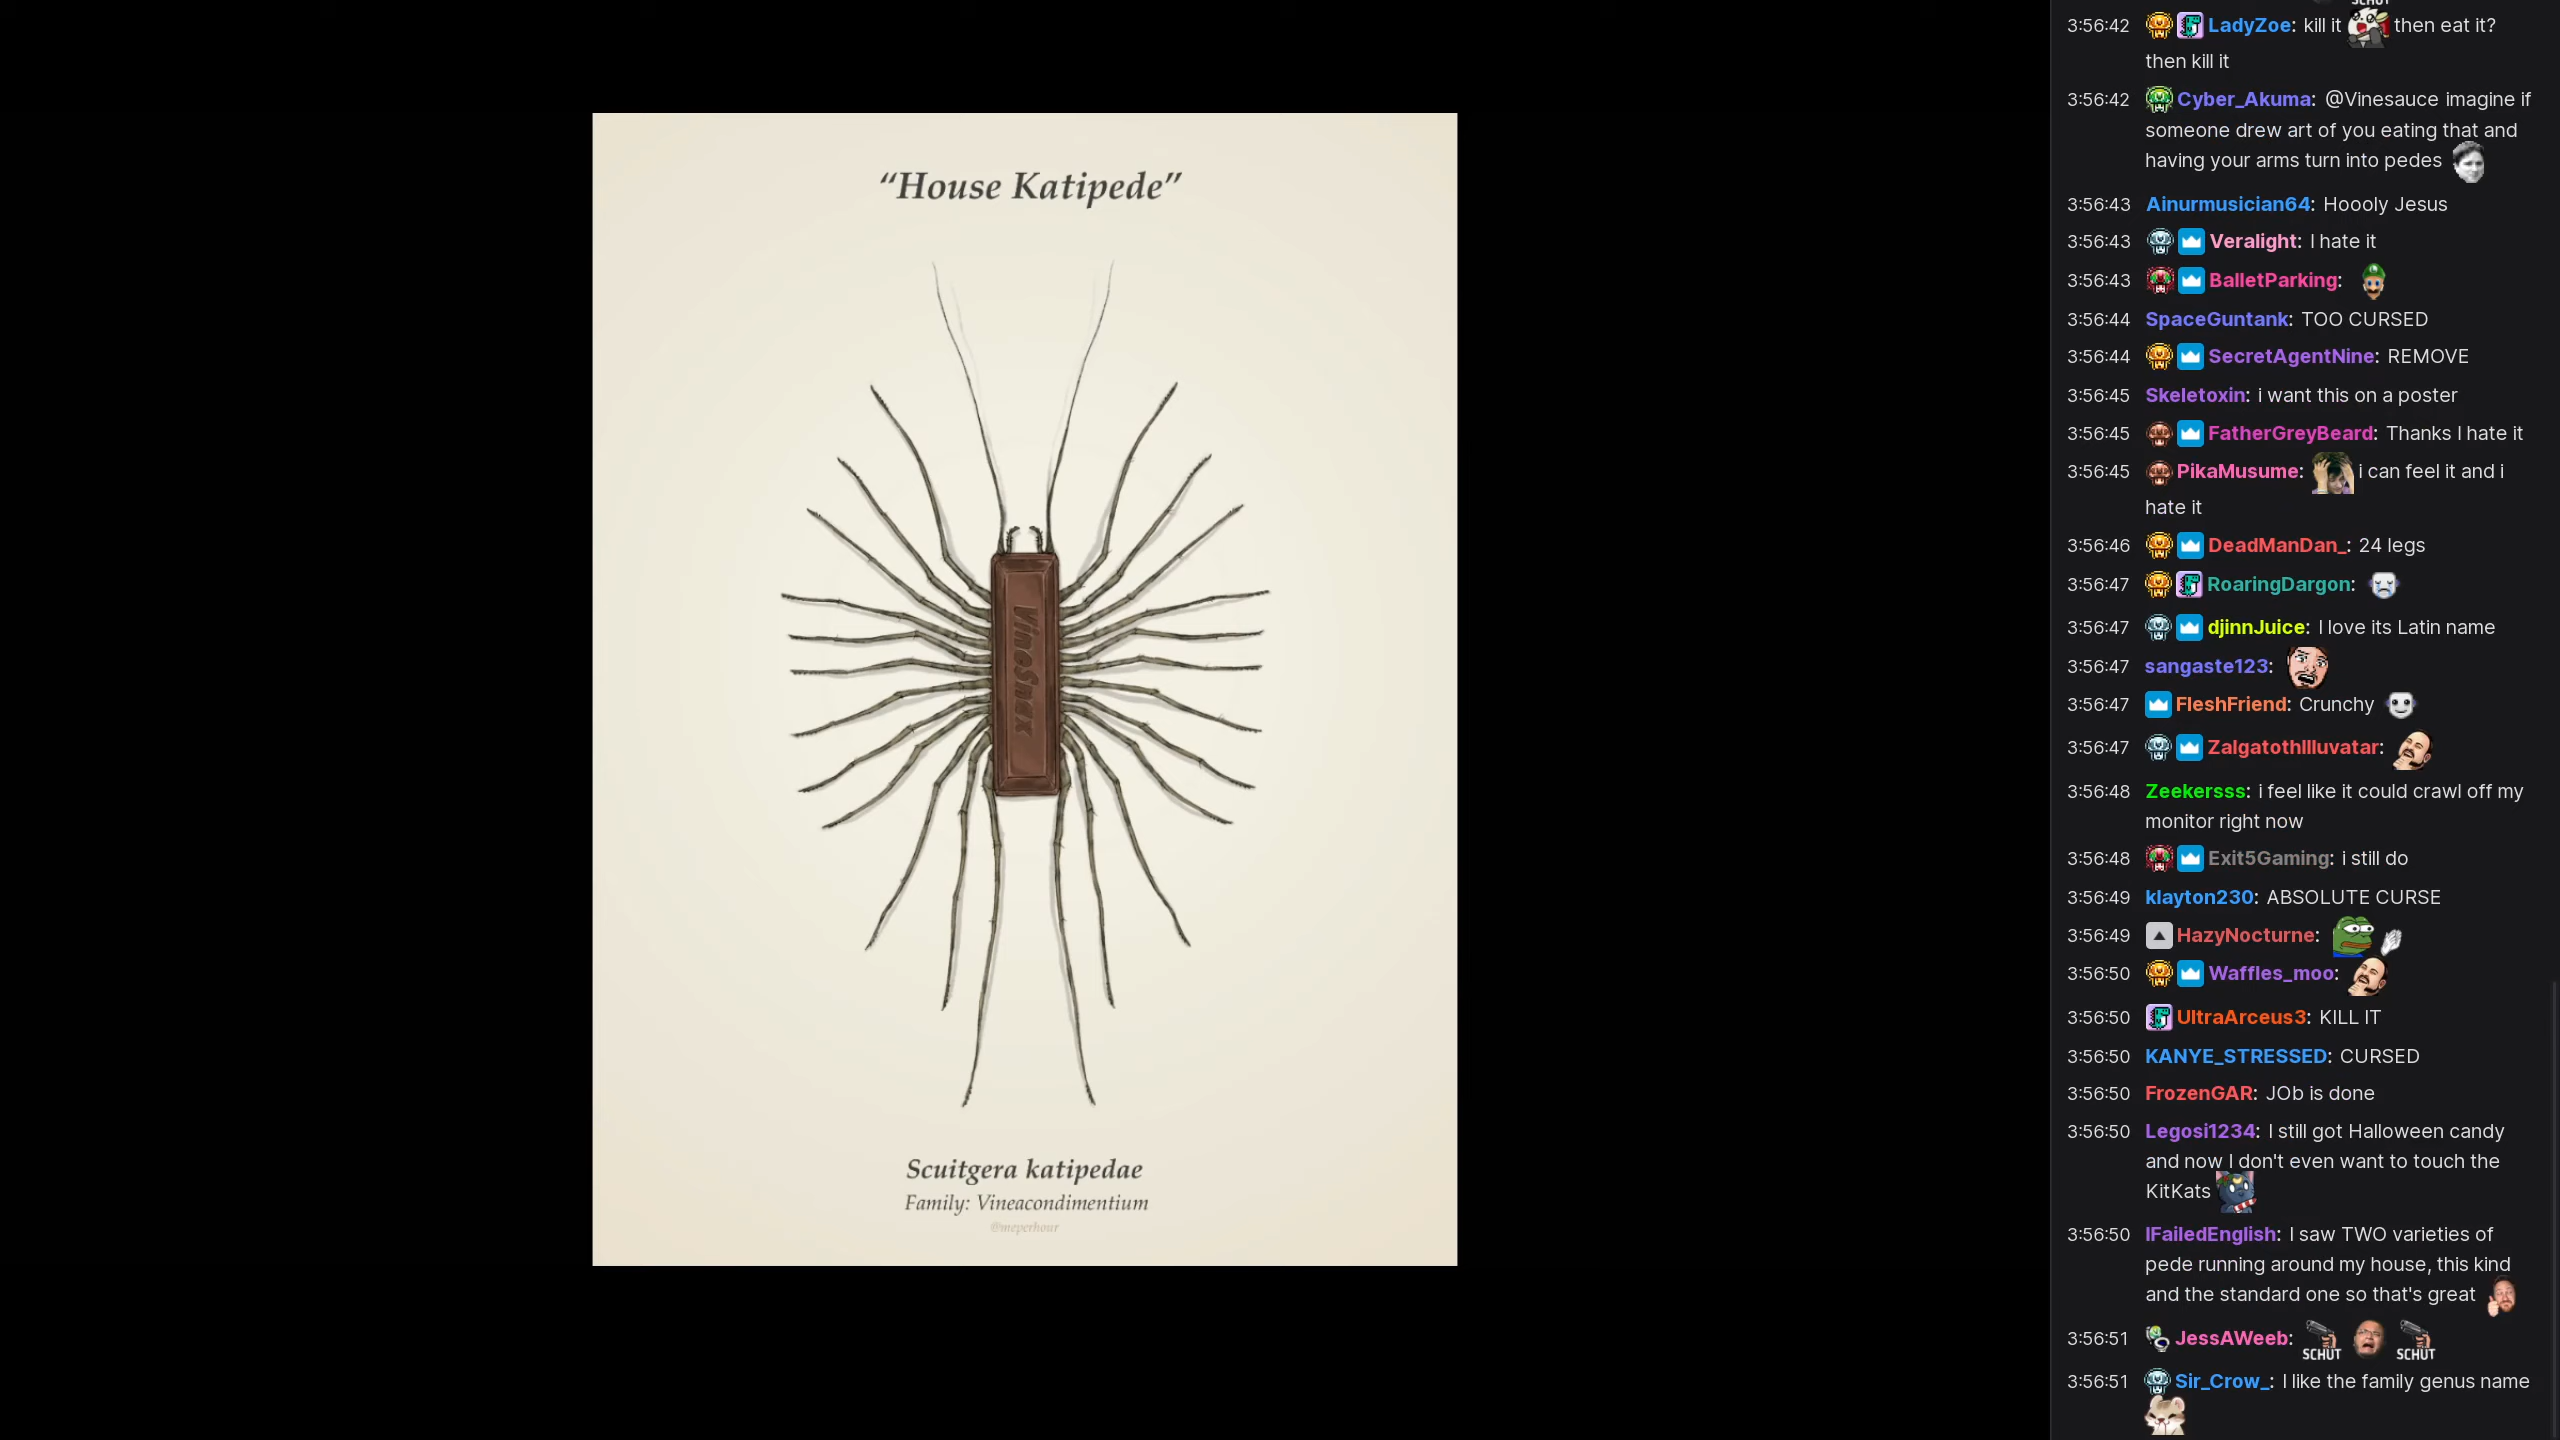 “House Katipede”
VinoSnax
Scuitgera katipedae
Family: Vineacondimentium
@meperhour
3:56:42 LadyZoe: kill it then eat it?
then kill it
3:56:42 Cyber_Akuma: @Vinesauce imagine if
someone drew art of you eating that and
having your arms turn into pedes
3:56:43 Ainurmusician64: Hoooly Jesus
3:56:43 Veralight: I hate it
3:56:43 BalletParking:
3:56:44 SpaceGuntank: TOO CURSED
3:56:44 SecretAgentNine: REMOVE
3:56:45 Skeletoxin: i want this on a poster
3:56:45 FatherGreyBeard: Thanks I hate it
3:56:45 PikaMusume: i can feel it and i
hate it
3:56:46 DeadManDan_: 24 legs
3:56:47 RoaringDargon:
3:56:47 djinnJuice: I love its Latin name
3:56:47 sangaste123:
3:56:47 FleshFriend: Crunchy
3:56:47 ZalgatothIlluvatar:
3:56:48 Zeekersss: i feel like it could crawl off my
monitor right now
3:56:48 Exit5Gaming: i still do
3:56:49 klayton230: ABSOLUTE CURSE
3:56:49 HazyNocturne:
3:56:50 Waffles_moo:
3:56:50 UltraArceus3: KILL IT
3:56:50 KANYE_STRESSED: CURSED
3:56:50 FrozenGAR: JOb is done
3:56:50 Legosi1234: I still got Halloween candy
and now I don't even want to touch the
KitKats
3:56:50 IFailedEnglish: I saw TWO varieties of
pede running around my house, this kind
and the standard one so that's great
3:56:51 JessAWeeb: SCHUT SCHUT
3:56:51 Sir_Crow_: I like the family genus name